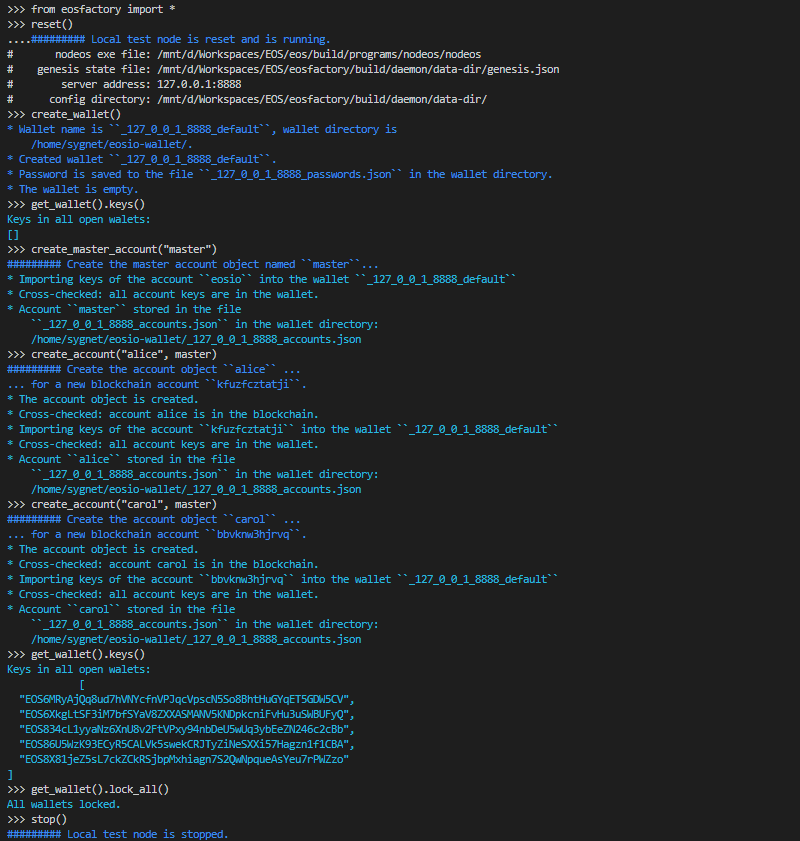 >>> from eosfactory import *
>>> reset()
....######### Local test node is reset and is running.
#       nodeos exe file: /mnt/d/Workspaces/EOS/eos/build/programs/nodeos/nodeos
#    genesis state file: /mnt/d/Workspaces/EOS/eosfactory/build/daemon/data-dir/genesis.json
#        server address: 127.0.0.1:8888
#      config directory: /mnt/d/Workspaces/EOS/eosfactory/build/daemon/data-dir/
>>> create_wallet()
* Wallet name is ``_127_0_0_1_8888_default``, wallet directory is
    /home/sygnet/eosio-wallet/.
* Created wallet ``_127_0_0_1_8888_default``.
* Password is saved to the file ``_127_0_0_1_8888_passwords.json`` in the wallet directory.
* The wallet is empty.
>>> get_wallet().keys()
Keys in all open walets:
[]
>>> create_master_account("master")
######### Create the master account object named ``master``...
* Importing keys of the account ``eosio`` into the wallet ``_127_0_0_1_8888_default``
* Cross-checked: all account keys are in the wallet.
* Account ``master`` stored in the file
    ``_127_0_0_1_8888_accounts.json`` in the wallet directory:
    /home/sygnet/eosio-wallet/_127_0_0_1_8888_accounts.json
>>> create_account("alice", master)
######### Create the account object ``alice`` ...
... for a new blockchain account ``kfuzfcztatji``.
* The account object is created.
* Cross-checked: account alice is in the blockchain.
* Importing keys of the account ``kfuzfcztatji`` into the wallet ``_127_0_0_1_8888_default``
* Cross-checked: all account keys are in the wallet.
* Account ``alice`` stored in the file
    ``_127_0_0_1_8888_accounts.json`` in the wallet directory:
    /home/sygnet/eosio-wallet/_127_0_0_1_8888_accounts.json
>>> create_account("carol", master)
######### Create the account object ``carol`` ...
... for a new blockchain account ``bbvknw3hjrvq``.
* The account object is created.
* Cross-checked: account carol is in the blockchain.
* Importing keys of the account ``bbvknw3hjrvq`` into the wallet ``_127_0_0_1_8888_default``
* Cross-checked: all account keys are in the wallet.
* Account ``carol`` stored in the file
    ``_127_0_0_1_8888_accounts.json`` in the wallet directory:
    /home/sygnet/eosio-wallet/_127_0_0_1_8888_accounts.json
>>> get_wallet().keys()
Keys in all open walets:
            [
  "EOS6MRyAjQq8ud7hVNYcfnVPJqcVpscN5So8BhtHuGYqET5GDW5CV",
  "EOS6XkgLtSF3iM7bfSYaV8ZXXASMANV5KNDpkcniFvHu3uSWBUFyQ",
  "EOS834cL1yyaNz6XnU8v2FtVPxy94nbDeU5wUq3ybEeZN246c2cBb",
  "EOS86U5WzK93ECyR5CALVk5swekCRJTyZiNeSXXi57Hagzn1f1CBA",
  "EOS8X81jeZ5sL7ckZCkRSjbpMxhiagn7S2QwNpqueAsYeu7rPWZzo"
]
>>> get_wallet().lock_all()
All wallets locked.
>>> stop()
######### Local test node is stopped.